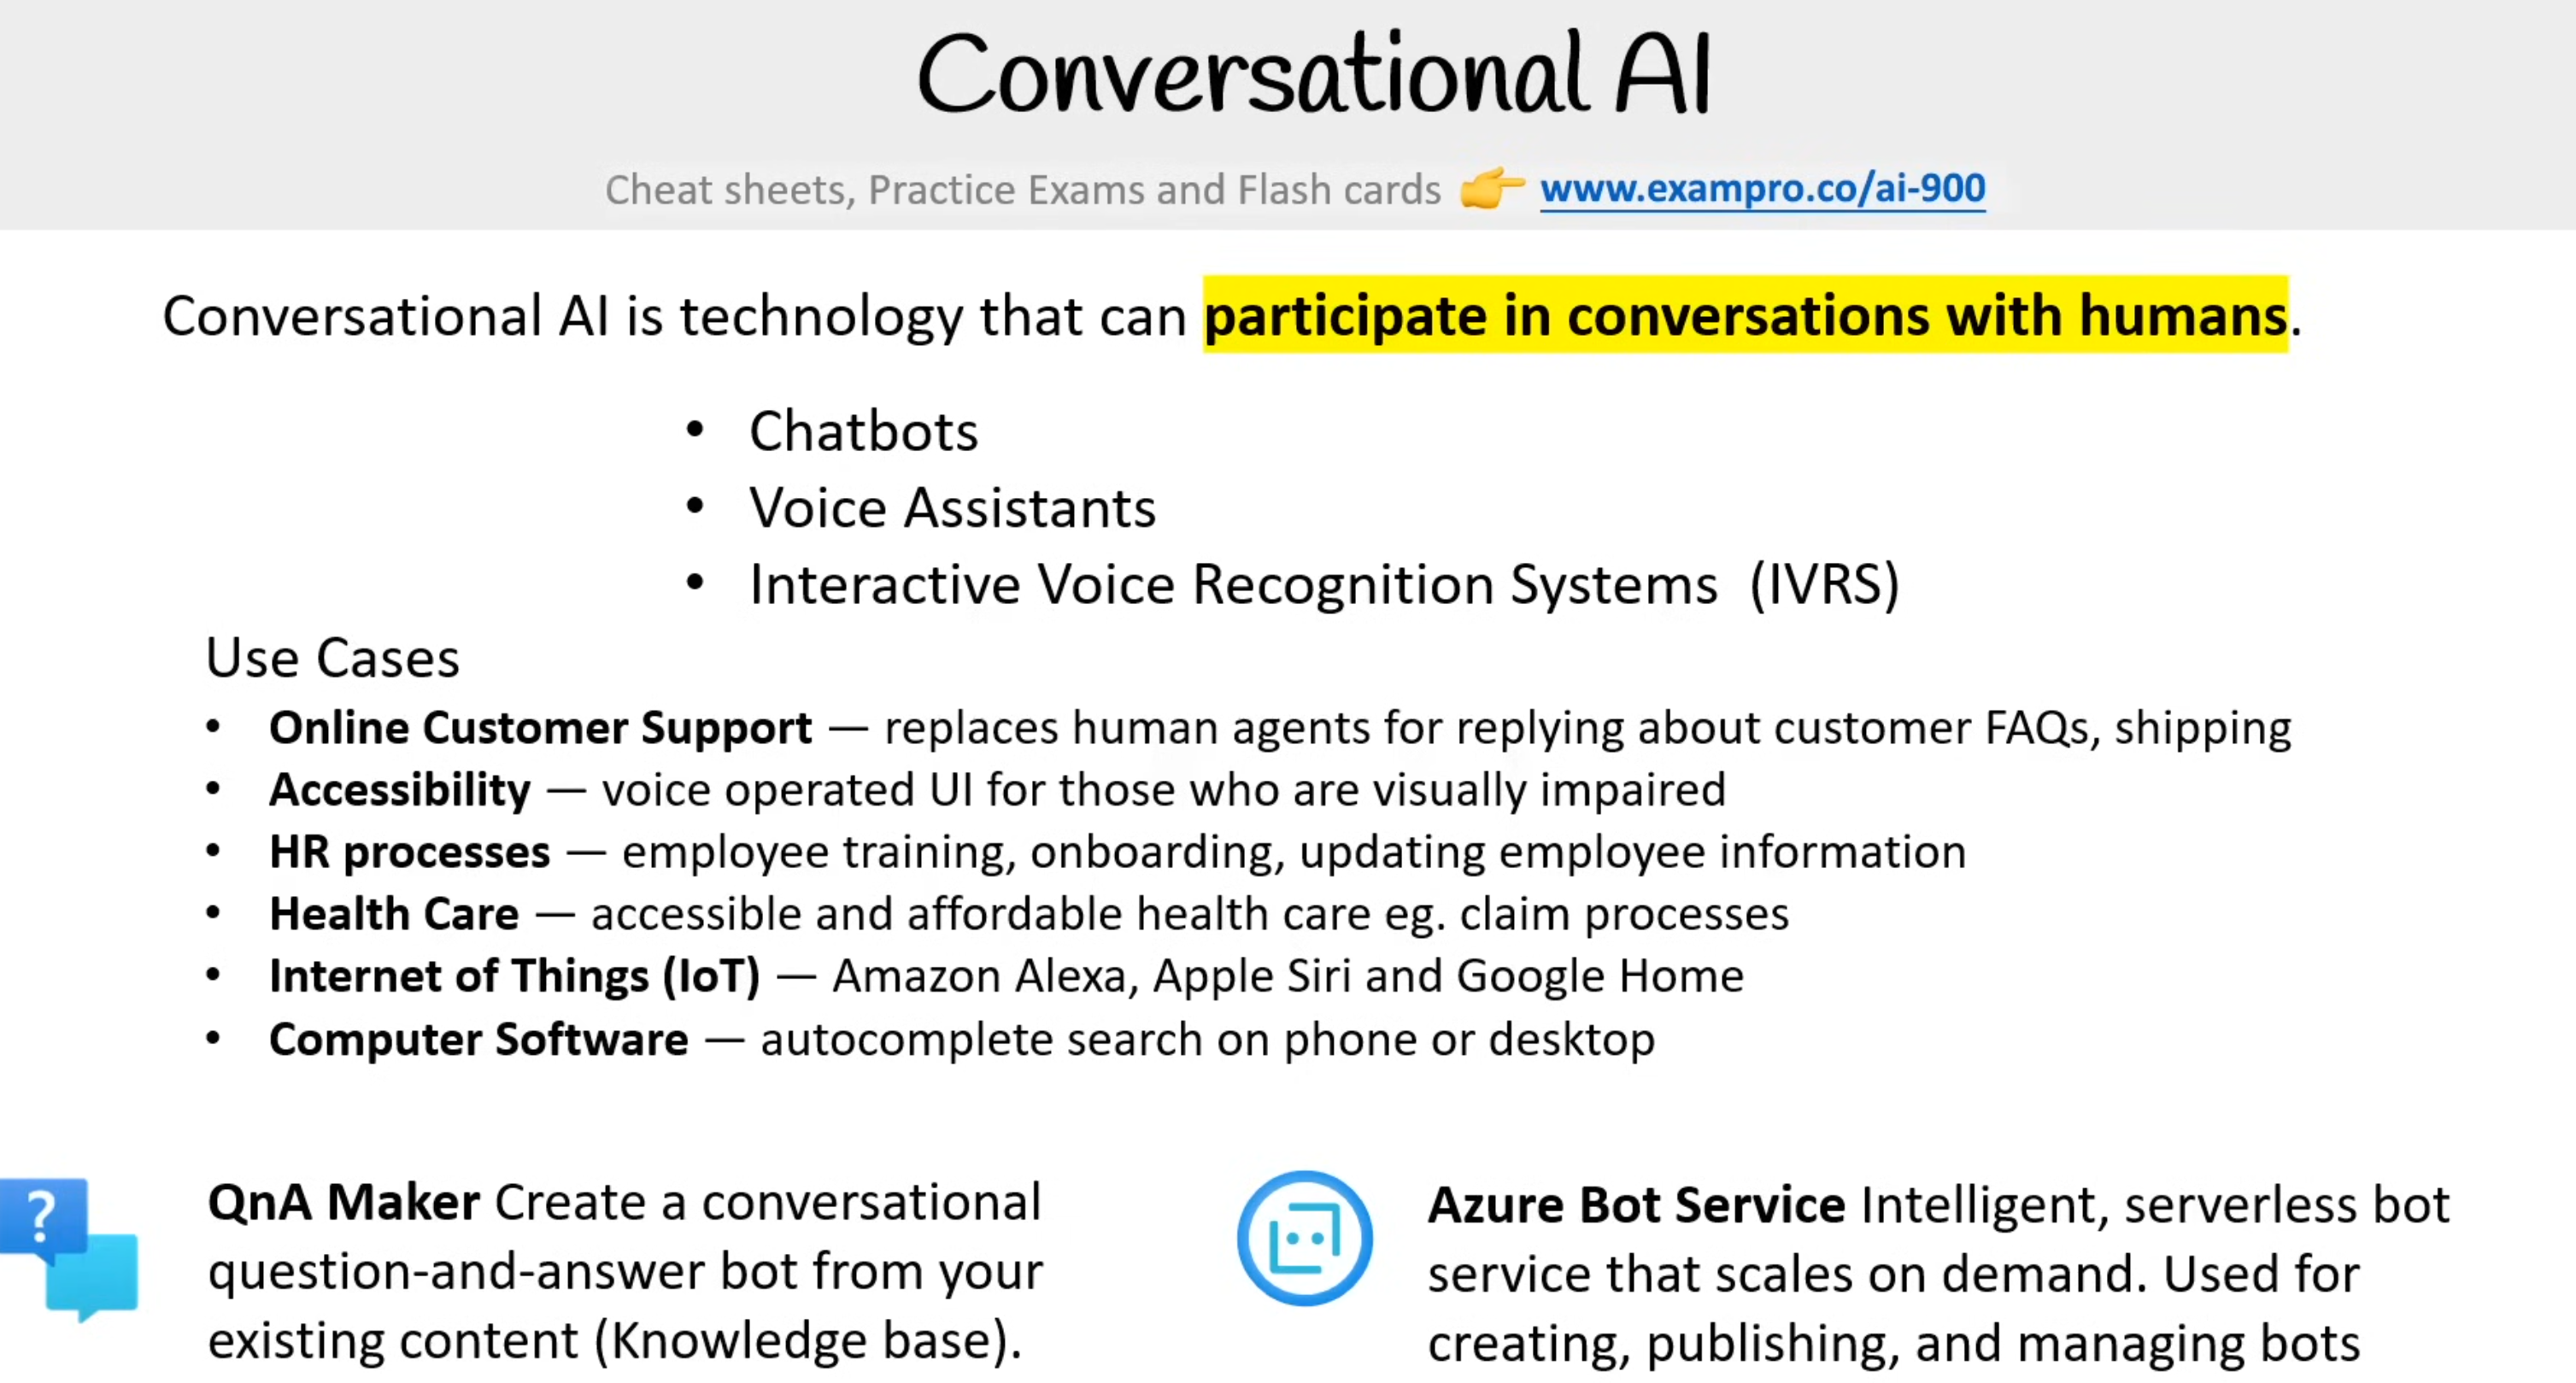 Conversational AI
Cheat sheets, Practice Exams and Flash cards 👉 www.exampro.co/ai-900
Conversational AI is technology that can participate in conversations with humans.
• Chatbots
• Voice Assistants
• Interactive Voice Recognition Systems (IVRS)
Use Cases
• Online Customer Support — replaces human agents for replying about customer FAQs, shipping
• Accessibility — voice operated UI for those who are visually impaired
• HR processes — employee training, onboarding, updating employee information
• Health Care — accessible and affordable health care eg. claim processes
• Internet of Things (IoT) — Amazon Alexa, Apple Siri and Google Home
• Computer Software — autocomplete search on phone or desktop
?
QnA Maker Create a conversational
question-and-answer bot from your
existing content (Knowledge base).
Azure Bot Service Intelligent, serverless bot
service that scales on demand. Used for
creating, publishing, and managing bots